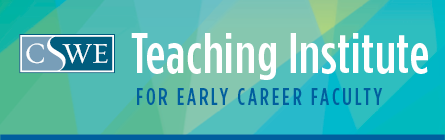 CSWE
Teaching Institute
FOR EARLY CAREER FACULTY